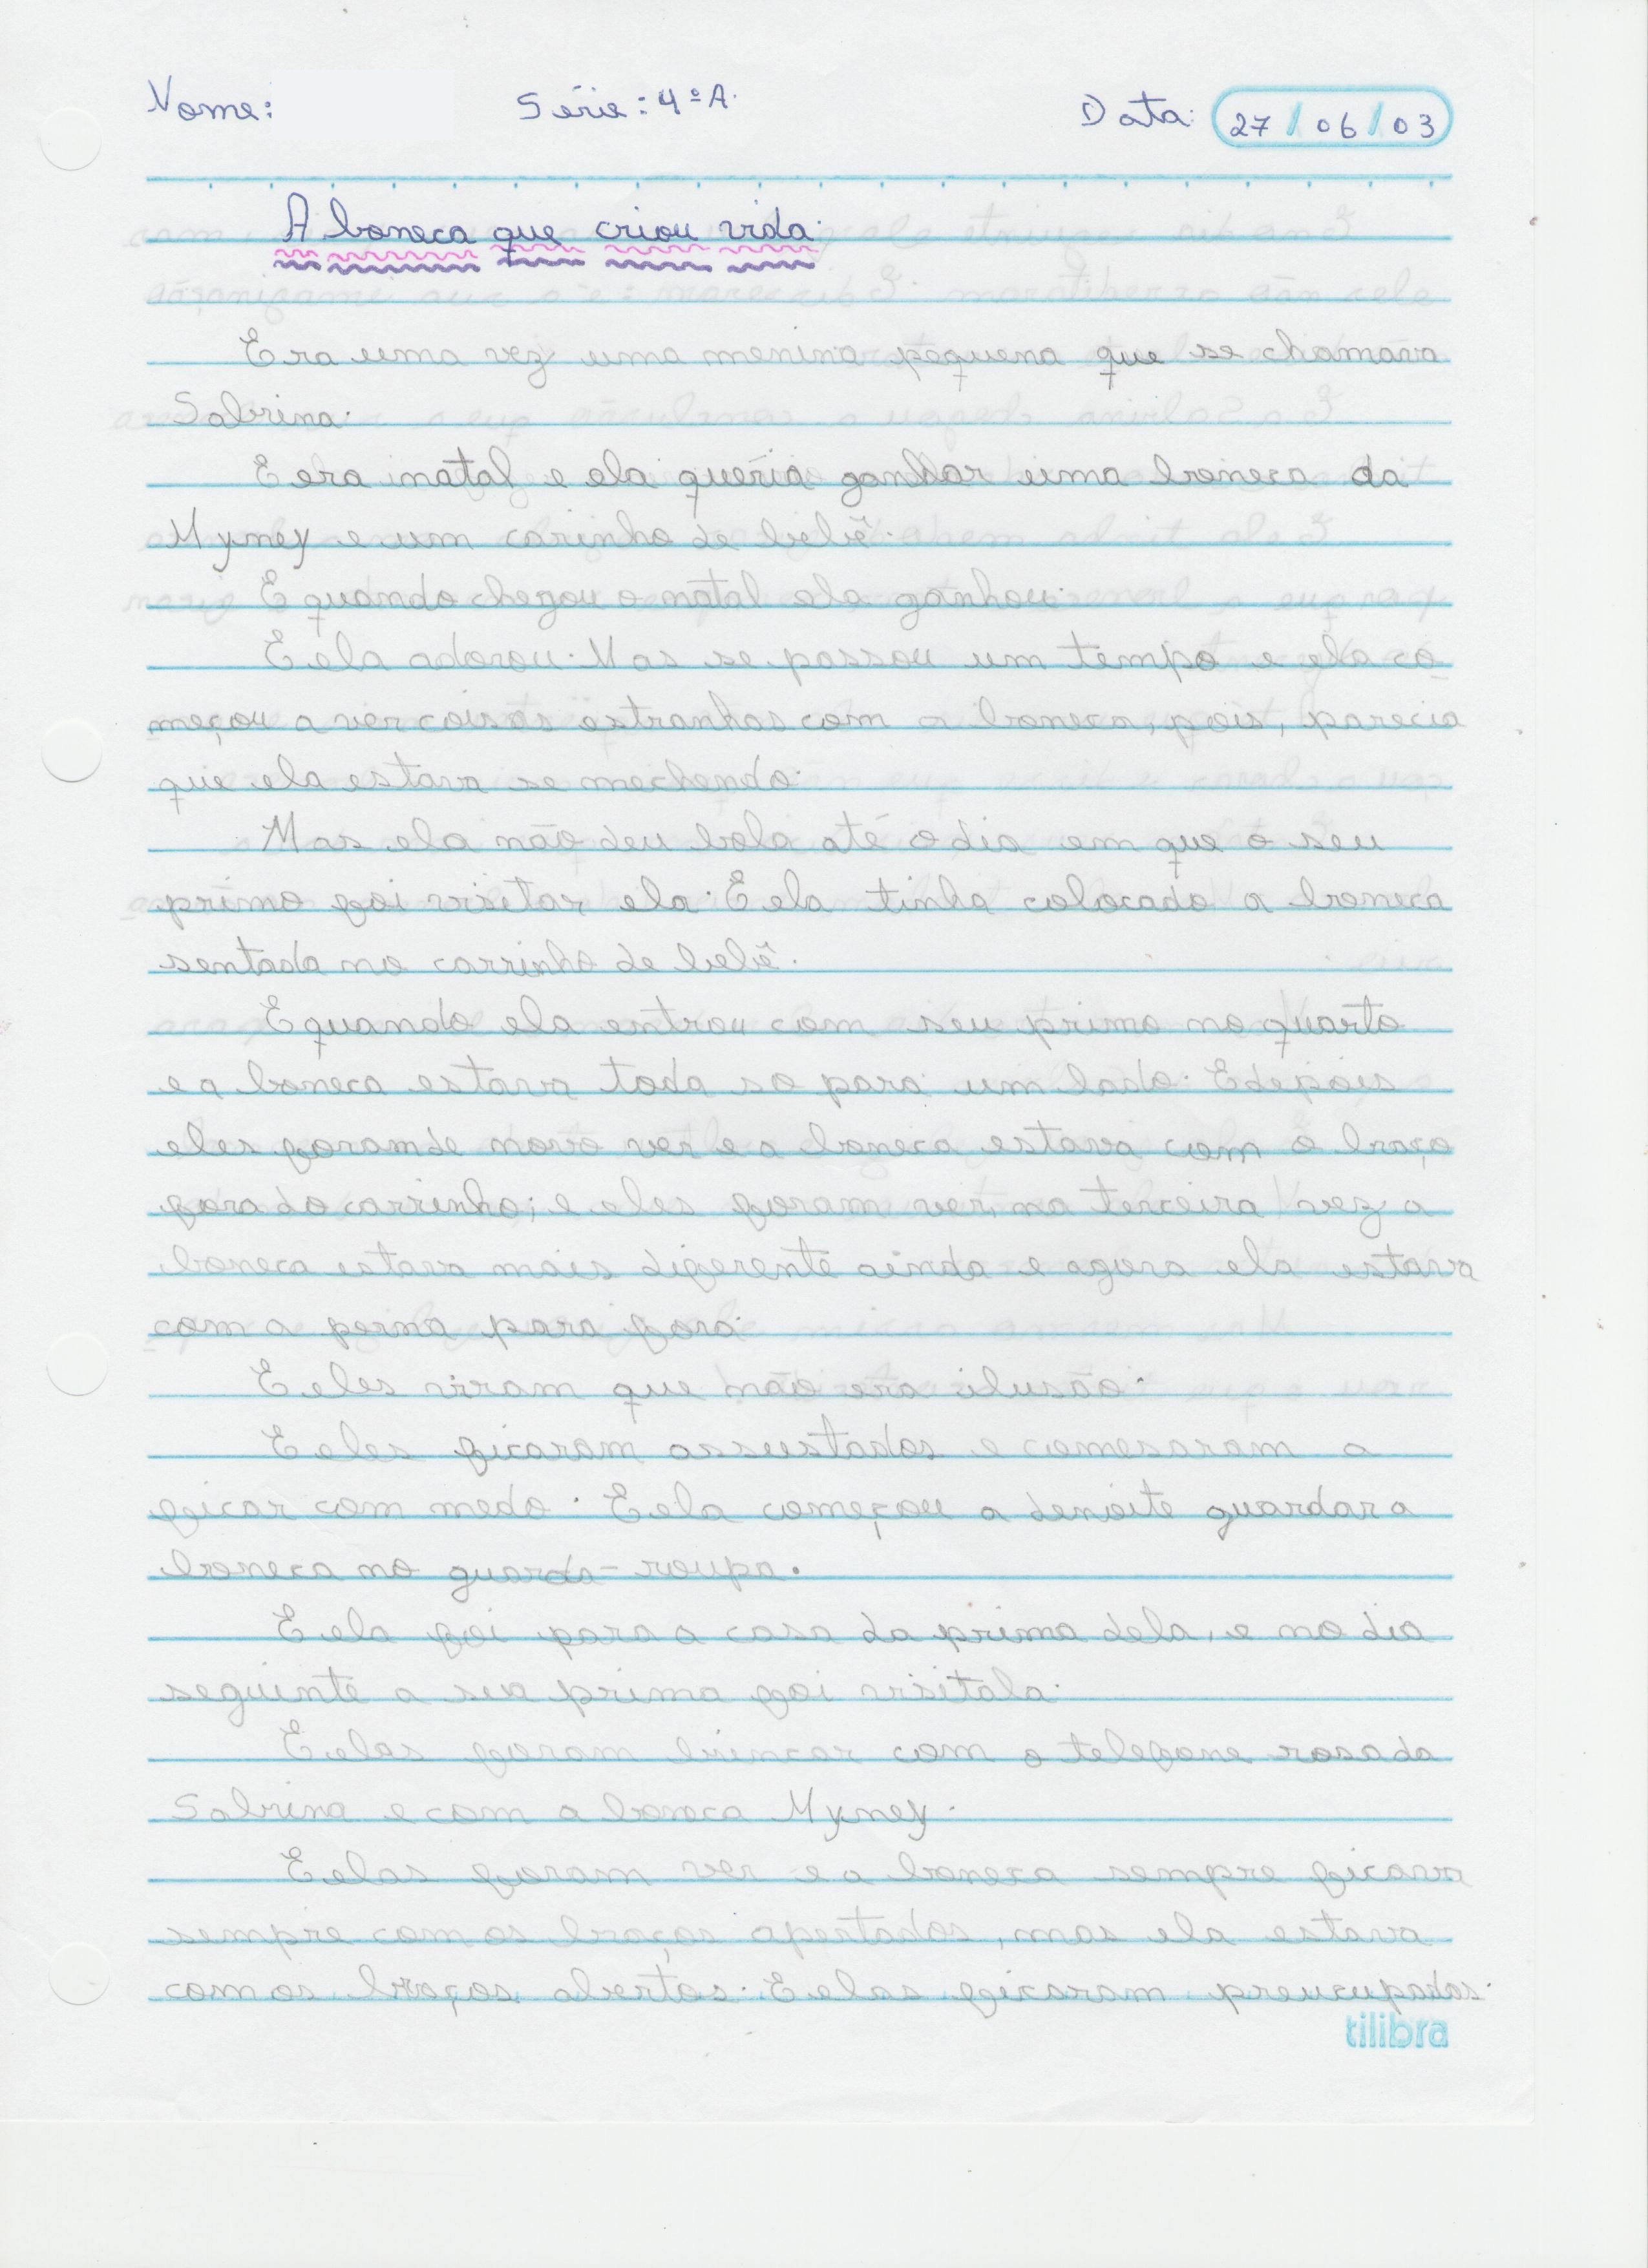 Nome: Série: 4º A. Data: 27/06/03
A boneca que criou vida.
Era uma vez uma menina pequena que se chamava
Sabrina.
E era natal e ela queria ganhar uma boneca da
Myney e um carinho de bebê.
E quando chegou o natal ela ganhou.
E ela adorou. Mas se passou um tempo e ela co
meçou a ver coisas estranhas com a boneca, pois, parecia
que ela estava se mechendo.
Mas ela não deu bola até o dia em que o seu
primo foi visitar ela. E ela tinha colocado a boneca
sentada no carrinho de bebê.
E quando ela entrou com seu primo no quarto
e a boneca estava toda so para um lado. E depois
eles foram de novo ver e a boneca estava com o braço
fora do carrinho; e eles foram ver, na terceira vez a
boneca estava mais diferente ainda e agora ela estava
com a perna para fora.
E eles viram que não era ilusão.
E eles ficaram assustados e comesaram a
ficar com medo. E ela começou a denoite guardar a
boneca no guarda-roupa.
E ela foi para a casa da prima dela, e no dia
seguinte a sua prima foi visitala.
E elas foram brincar com o telefone rosa da
Sabrina e com a boneca Myney.
E elas foram ver e a boneca sempre ficava
sempre com os braços apertados, mas ela estava
com os braços abertos. E elas ficaram preucupadas.
tilibra